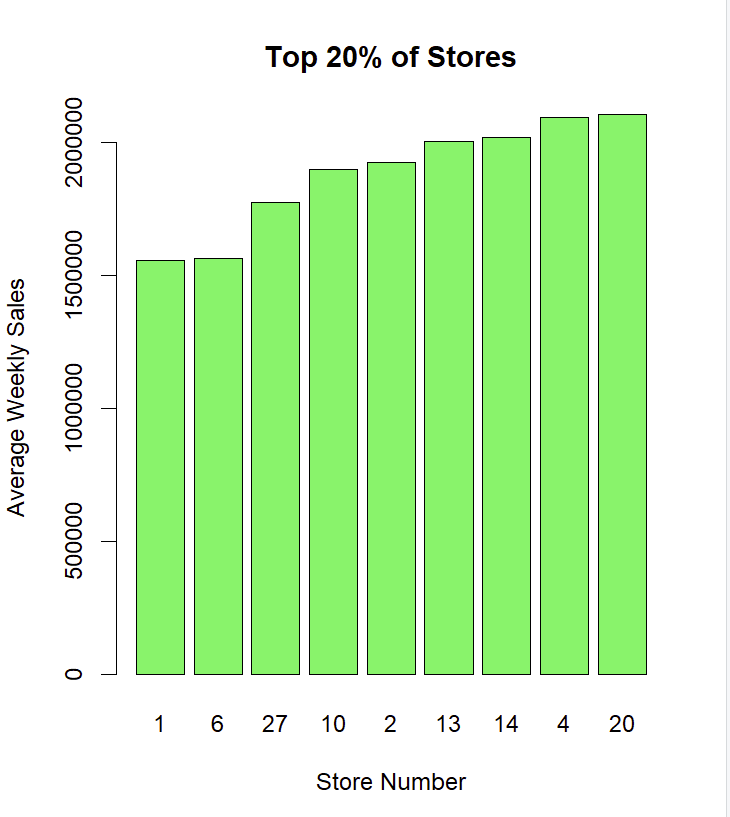 Top 20% of Stores
Average Weekly Sales
2000000
1500000
1000000
500000
0
1 6 27 10 2 13 14 4 20
Store Number